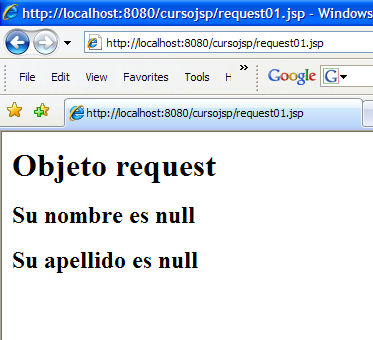 http://localhost:8080/cursojsp/request01.jsp - Windows
http://localhost:8080/cursojsp/request01.jsp
File Edit View Favorites Tools H » Google G
http://localhost:8080/cursojsp/request01.jsp
Objeto request
Su nombre es null
Su apellido es null